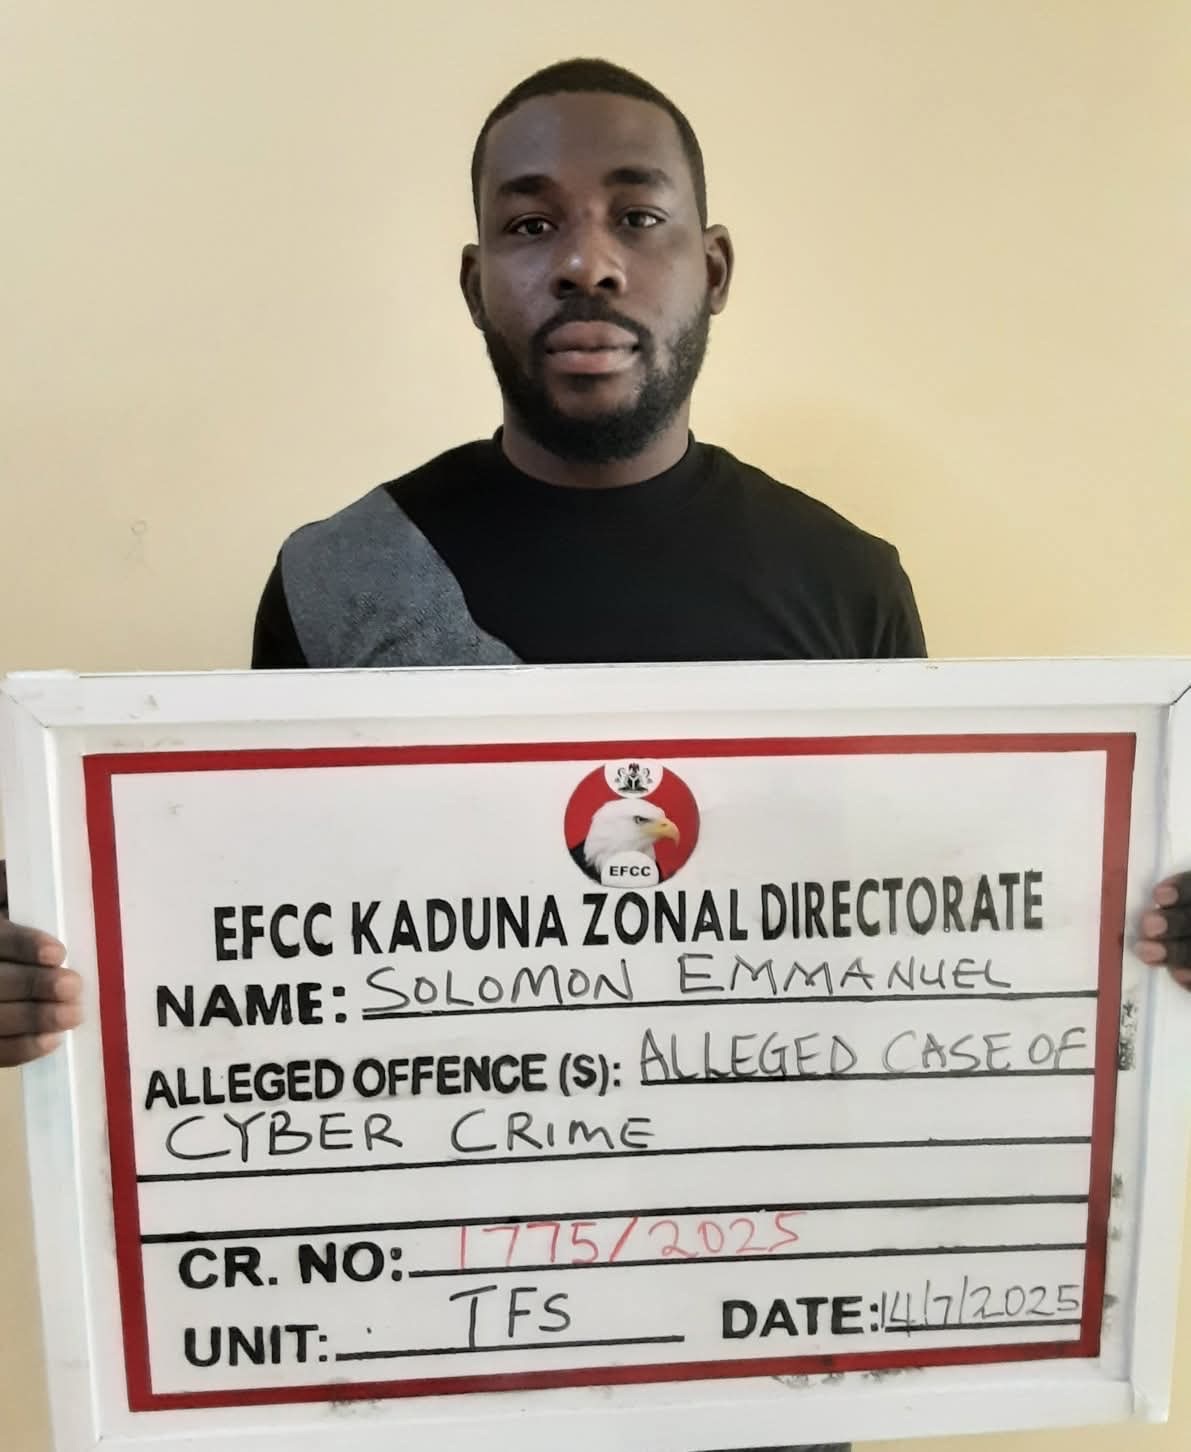 EFCC
EFCC KADUNA ZONAL DIRECTORATE
NAME: SOLOMON EMMANUEL
ALLEGED OFFENCE (S): ALLEGED CASE OF
CYBER CRIME
CR. NO: 1775/2025
UNIT: TFS DATE: 14/7/2025